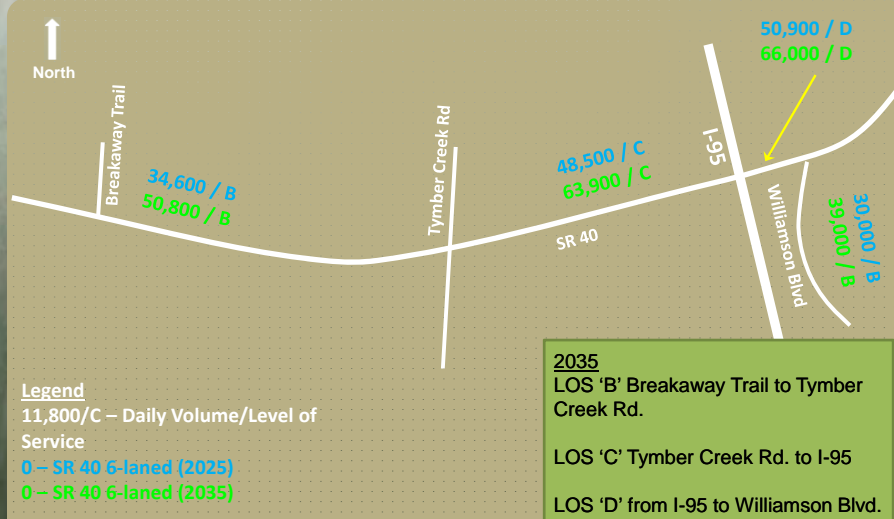 50,900 / D
66,000 / D
North
Breakaway Trail
34,600 / B
50,800 / B
Tymber Creek Rd
48,500 / C
63,900 / C
SR 40
I-95
Williamson Blvd
30,000 / B
39,000 / B
Legend
11,800/C – Daily Volume/Level of
Service
0 – SR 40 6-laned (2025)
0 – SR 40 6-laned (2035)
2035
LOS ‘B’ Breakaway Trail to Tymber
Creek Rd.
LOS ‘C’ Tymber Creek Rd. to I-95
LOS ‘D’ from I-95 to Williamson Blvd.